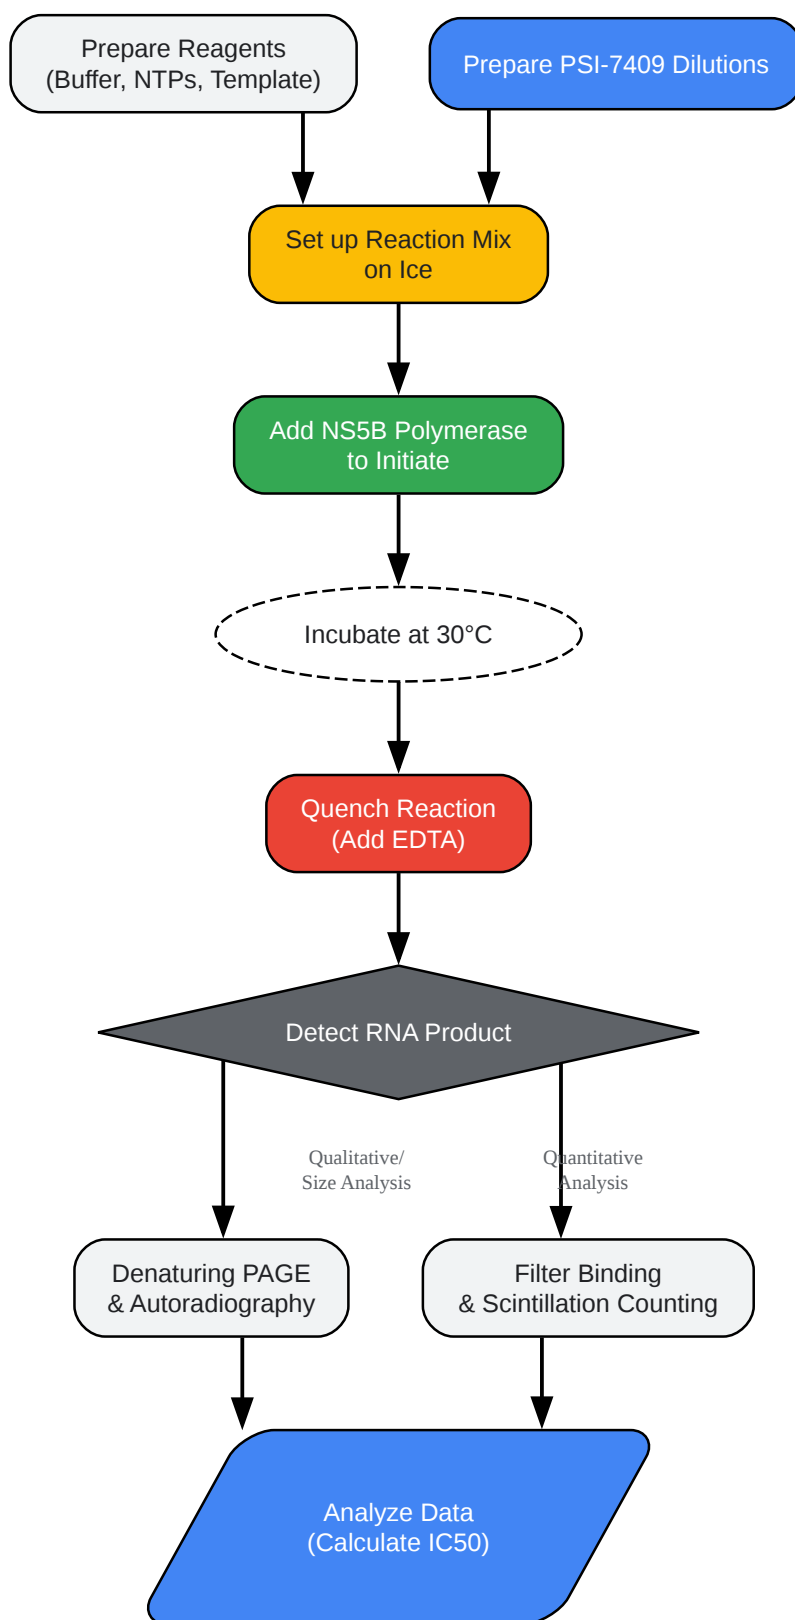 Prepare Reagents
(Buffer, NTPs, Template)
Prepare PSI-7409 Dilutions
Set up Reaction Mix
on Ice
Add NS5B Polymerase
to Initiate
Incubate at 30°C
Quench Reaction
(Add EDTA)
Detect RNA Product
Qualitative/
Size Analysis
Quantitative
Analysis
Denaturing PAGE
& Autoradiography
Filter Binding
& Scintillation Counting
Analyze Data
(Calculate IC50)